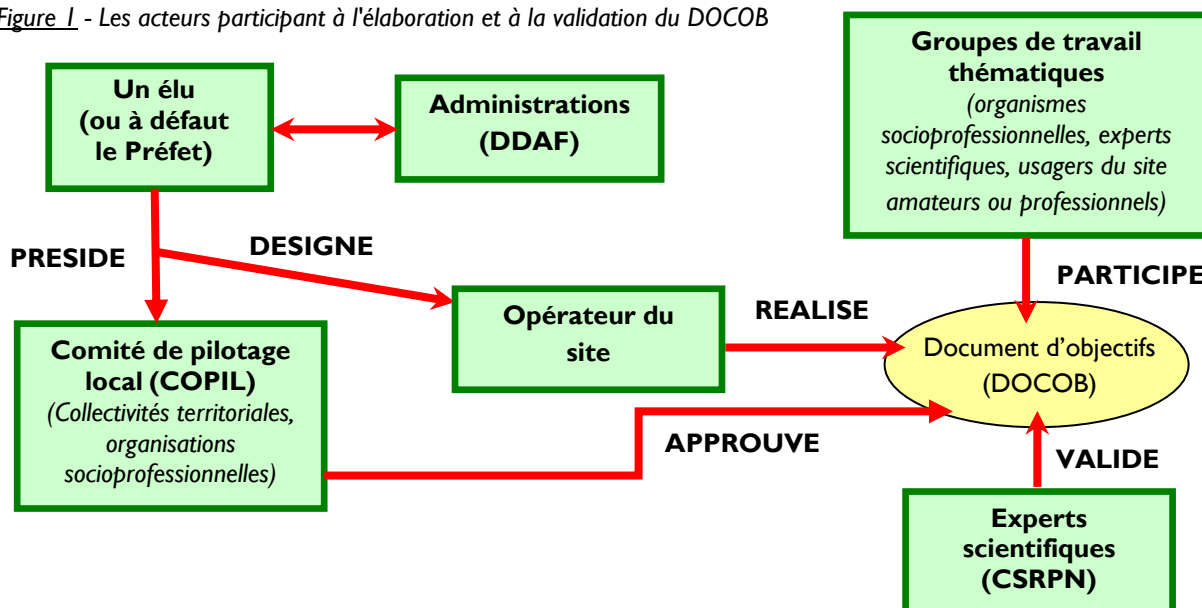 Figure 1 - Les acteurs participant à l'élaboration et à la validation du DOCOB
Un élu
(ou à défaut
le Préfet)
Administrations
(DDAF)
Groupes de travail
thématiques
(organismes
socioprofessionnelles, experts
scientifiques, usagers du site
amateurs ou professionnels)
PRESIDE
DESIGNE
PARTICIPE
Comité de pilotage
local (COPIL)
(Collectivités territoriales,
organisations
socioprofessionnelles)
Opérateur du
site
REALISE
Document d'objectifs
(DOCOB)
APPROUVE
VALIDE
Experts
scientifiques
(CSRPN)